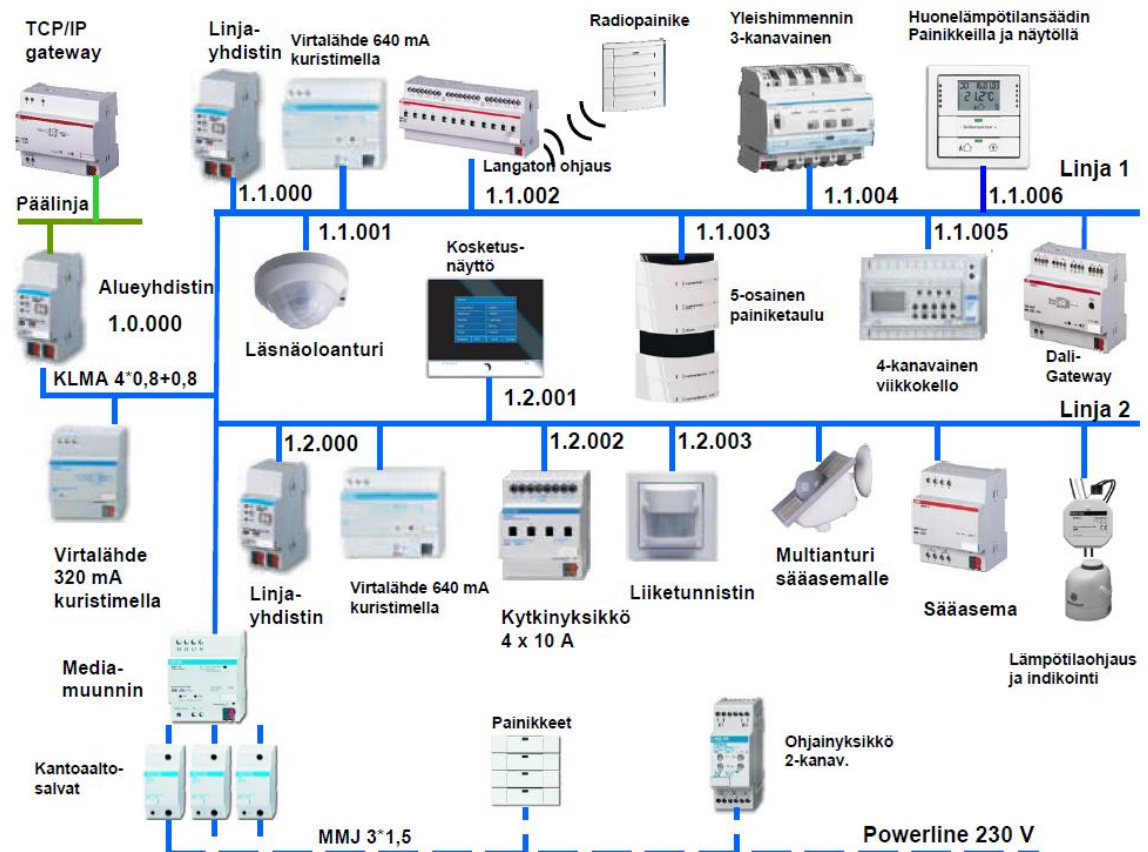 TCP/IP
gateway
Linja-
yhdistin
Virtalähde 640 mA
kuristimella
Radiopainike
Yleishimmennin
3-kanavainen
Huonelämpötilansäädin
Painikkeilla ja näytöllä
21.2°C
Langaton ohjaus
Linja 1
Päälinja
1.1.000
1.1.002
1.1.004
1.1.006
1.1.001
1.1.003
1.1.005
Alueyhdistin
1.0.000
Läsnäoloanturi
Kosketus-
näyttö
5-osainen
painiketaulu
4-kanavainen
viikkokello
Dali-
Gateway
KLMA 4*0,8+0,8
1.2.001
Linja 2
1.2.000
1.2.002
1.2.003
Virtalähde
320 mA
kuristimella
Linja-
yhdistin
Virtalähde 640 mA
kuristimella
Kytkinyksikkö
4 x 10 A
Liiketunnistin
Multianturi
sääasemalle
Sääasema
Lämpötilaohjaus
ja indikointi
Media-
muunnin
Kantoaalto-
salvat
Painikkeet
Ohjainyksikkö
2-kanav.
MMJ 3*1,5
Powerline 230 V